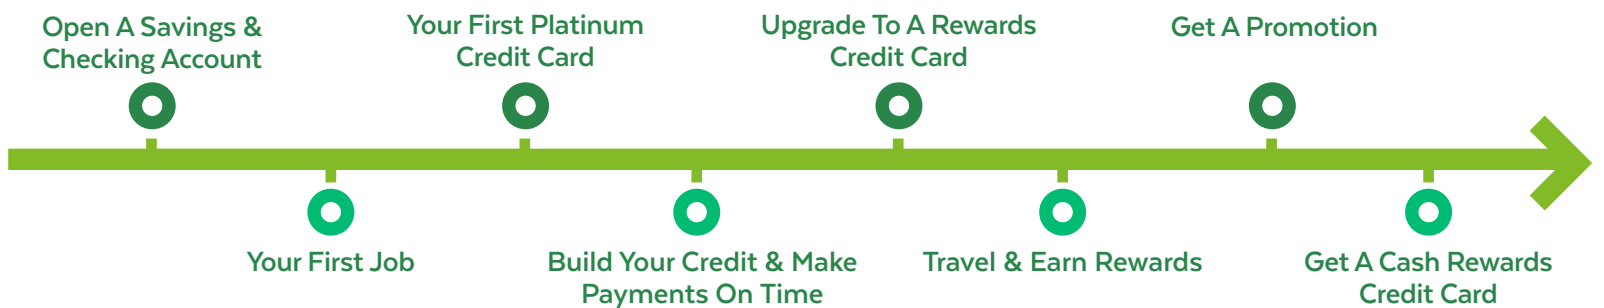 Open A Savings &
Checking Account
Your First Job
Your First Platinum
Credit Card
Build Your Credit & Make
Payments On Time
Upgrade To A Rewards
Credit Card
Travel & Earn Rewards
Get A Promotion
Get A Cash Rewards
Credit Card